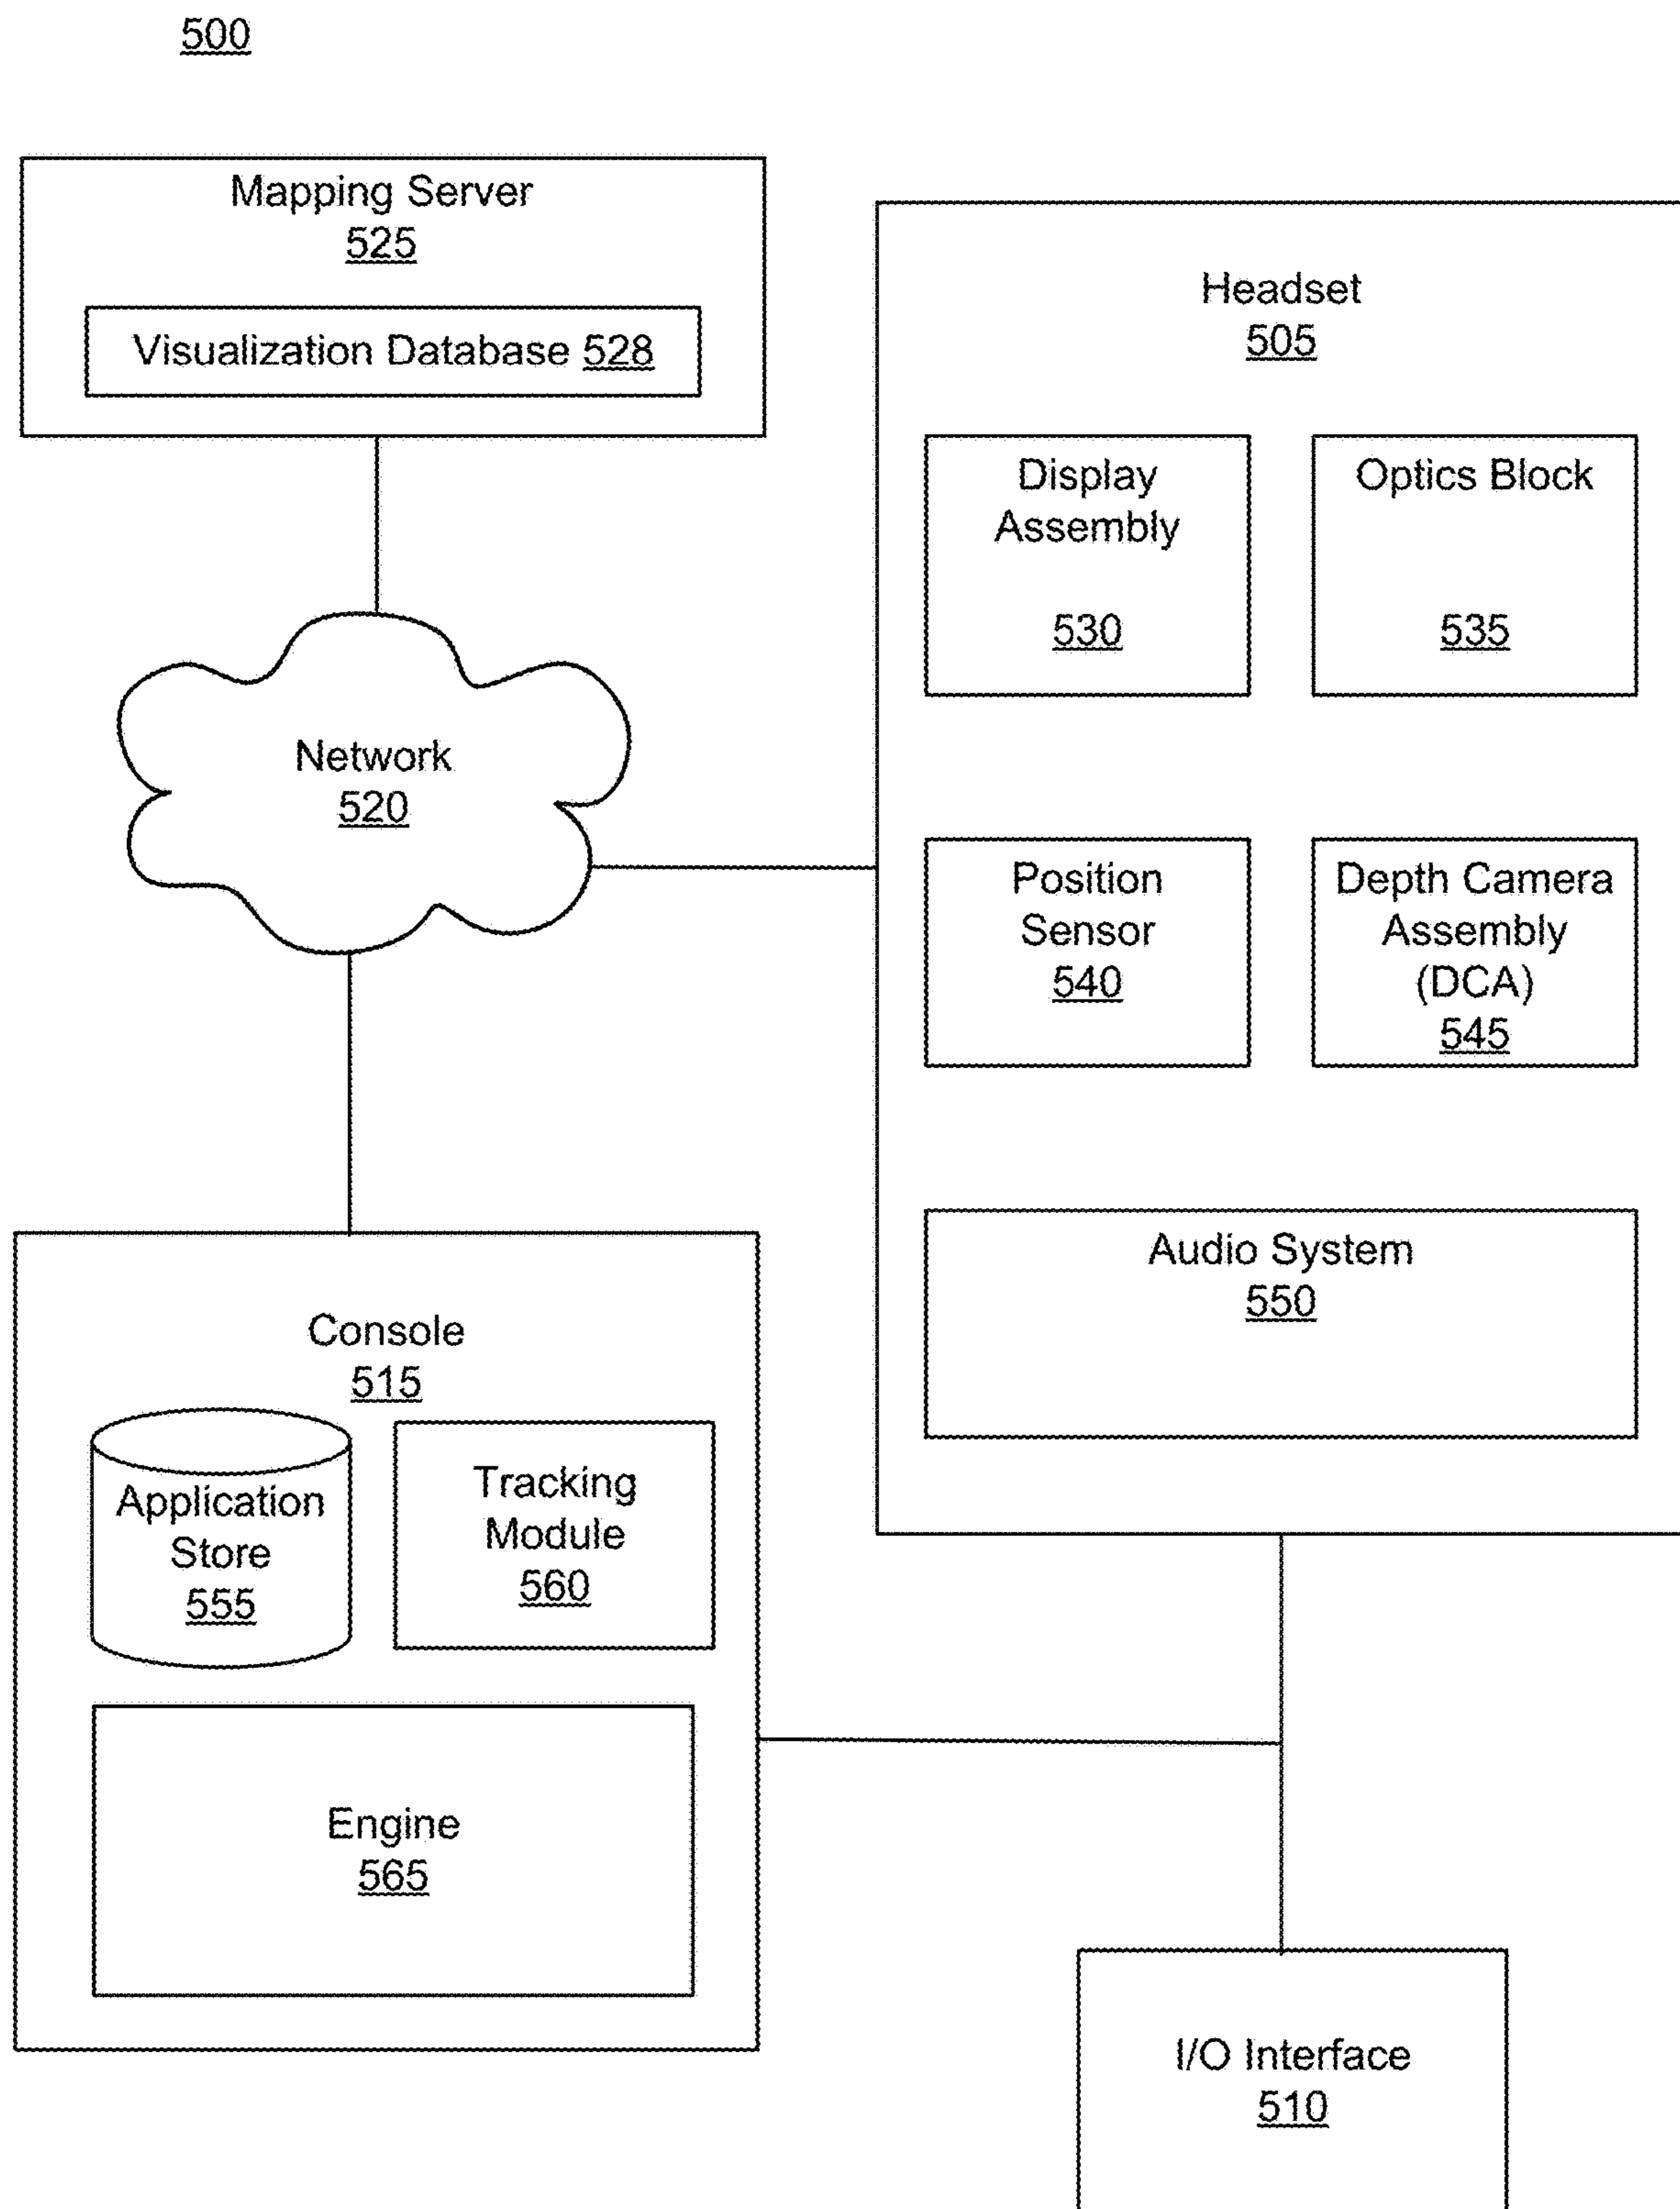 500
Mapping Server
525
Visualization Database 528
Headset
505
Display
Assembly
530
Optics Block
535
Network
520
Position
Sensor
540
Depth Camera
Assembly
(DCA)
545
Audio System
550
Console
515
Application
Store
555
Tracking
Module
560
Engine
565
I/O Interface
510